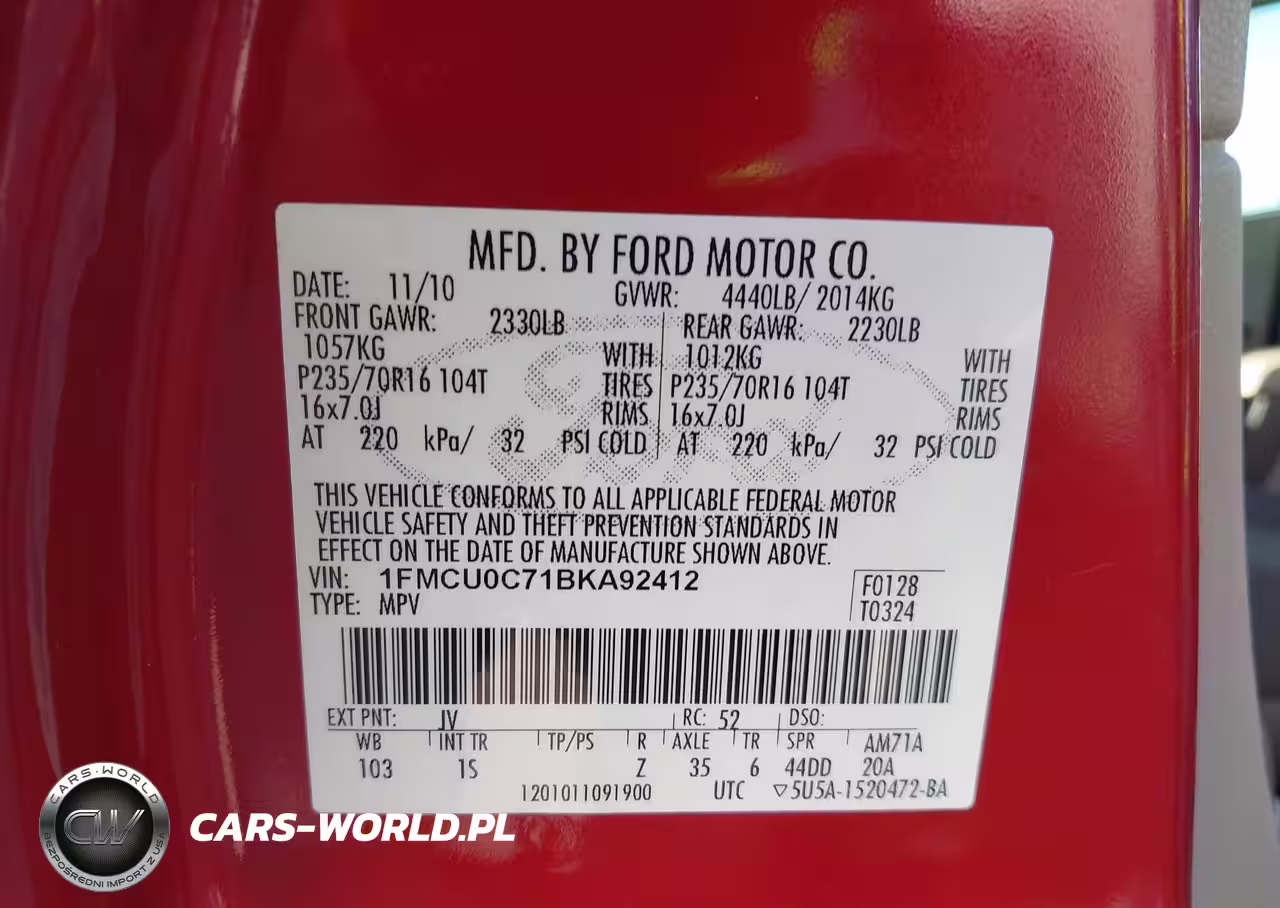 MFD. BY FORD MOTOR CO.
DATE: 11/10 GVWR: 4440LB/ 2014KG
FRONT GAWR: 2330LB REAR GAWR: 2230LB
1057KG WITH 1012KG WITH
P235/70R16 104T TIRES P235/70R16 104T TIRES
16x7.0J RIMS 16x7.0J RIMS
AT 220 kPa/ 32 PSI COLD AT 220 kPa/ 32 PSI COLD
THIS VEHICLE CONFORMS TO ALL APPLICABLE FEDERAL MOTOR
VEHICLE SAFETY AND THEFT PREVENTION STANDARDS IN
EFFECT ON THE DATE OF MANUFACTURE SHOWN ABOVE.
VIN: 1FMCU0C71BKA92412 F0128
TYPE: MPV T0324
EXT PNT: JV RC: 52 DSO:
WB INT TR TP/PS R AXLE TR SPR AM71A
103 1S Z 35 6 44DD 20A
1201011091900 UTC ▽5U5A-1520472-BA
CARS-WORLD
CW
BEZPOŚREDNI IMPORT Z USA
CARS-WORLD.PL